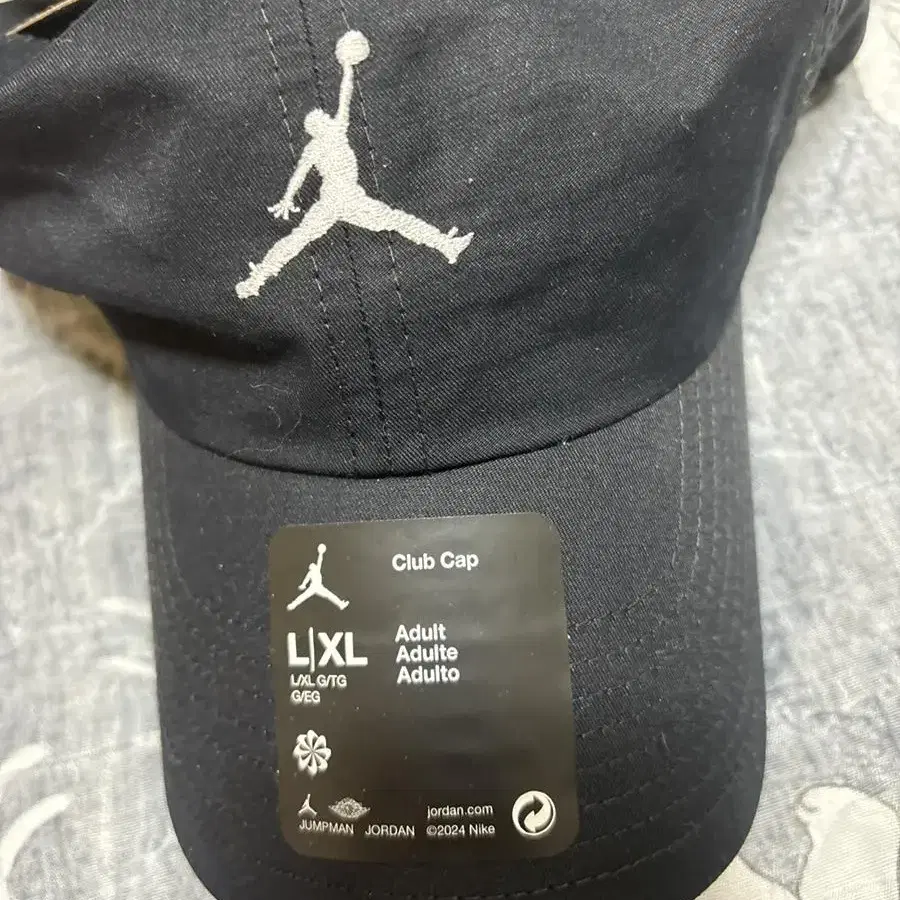 Club Cap
L|XL
L/XL G/TG
G/EG
Adult
Adulte
Adulto
JUMPMAN JORDAN
jordan.com
©2024 Nike